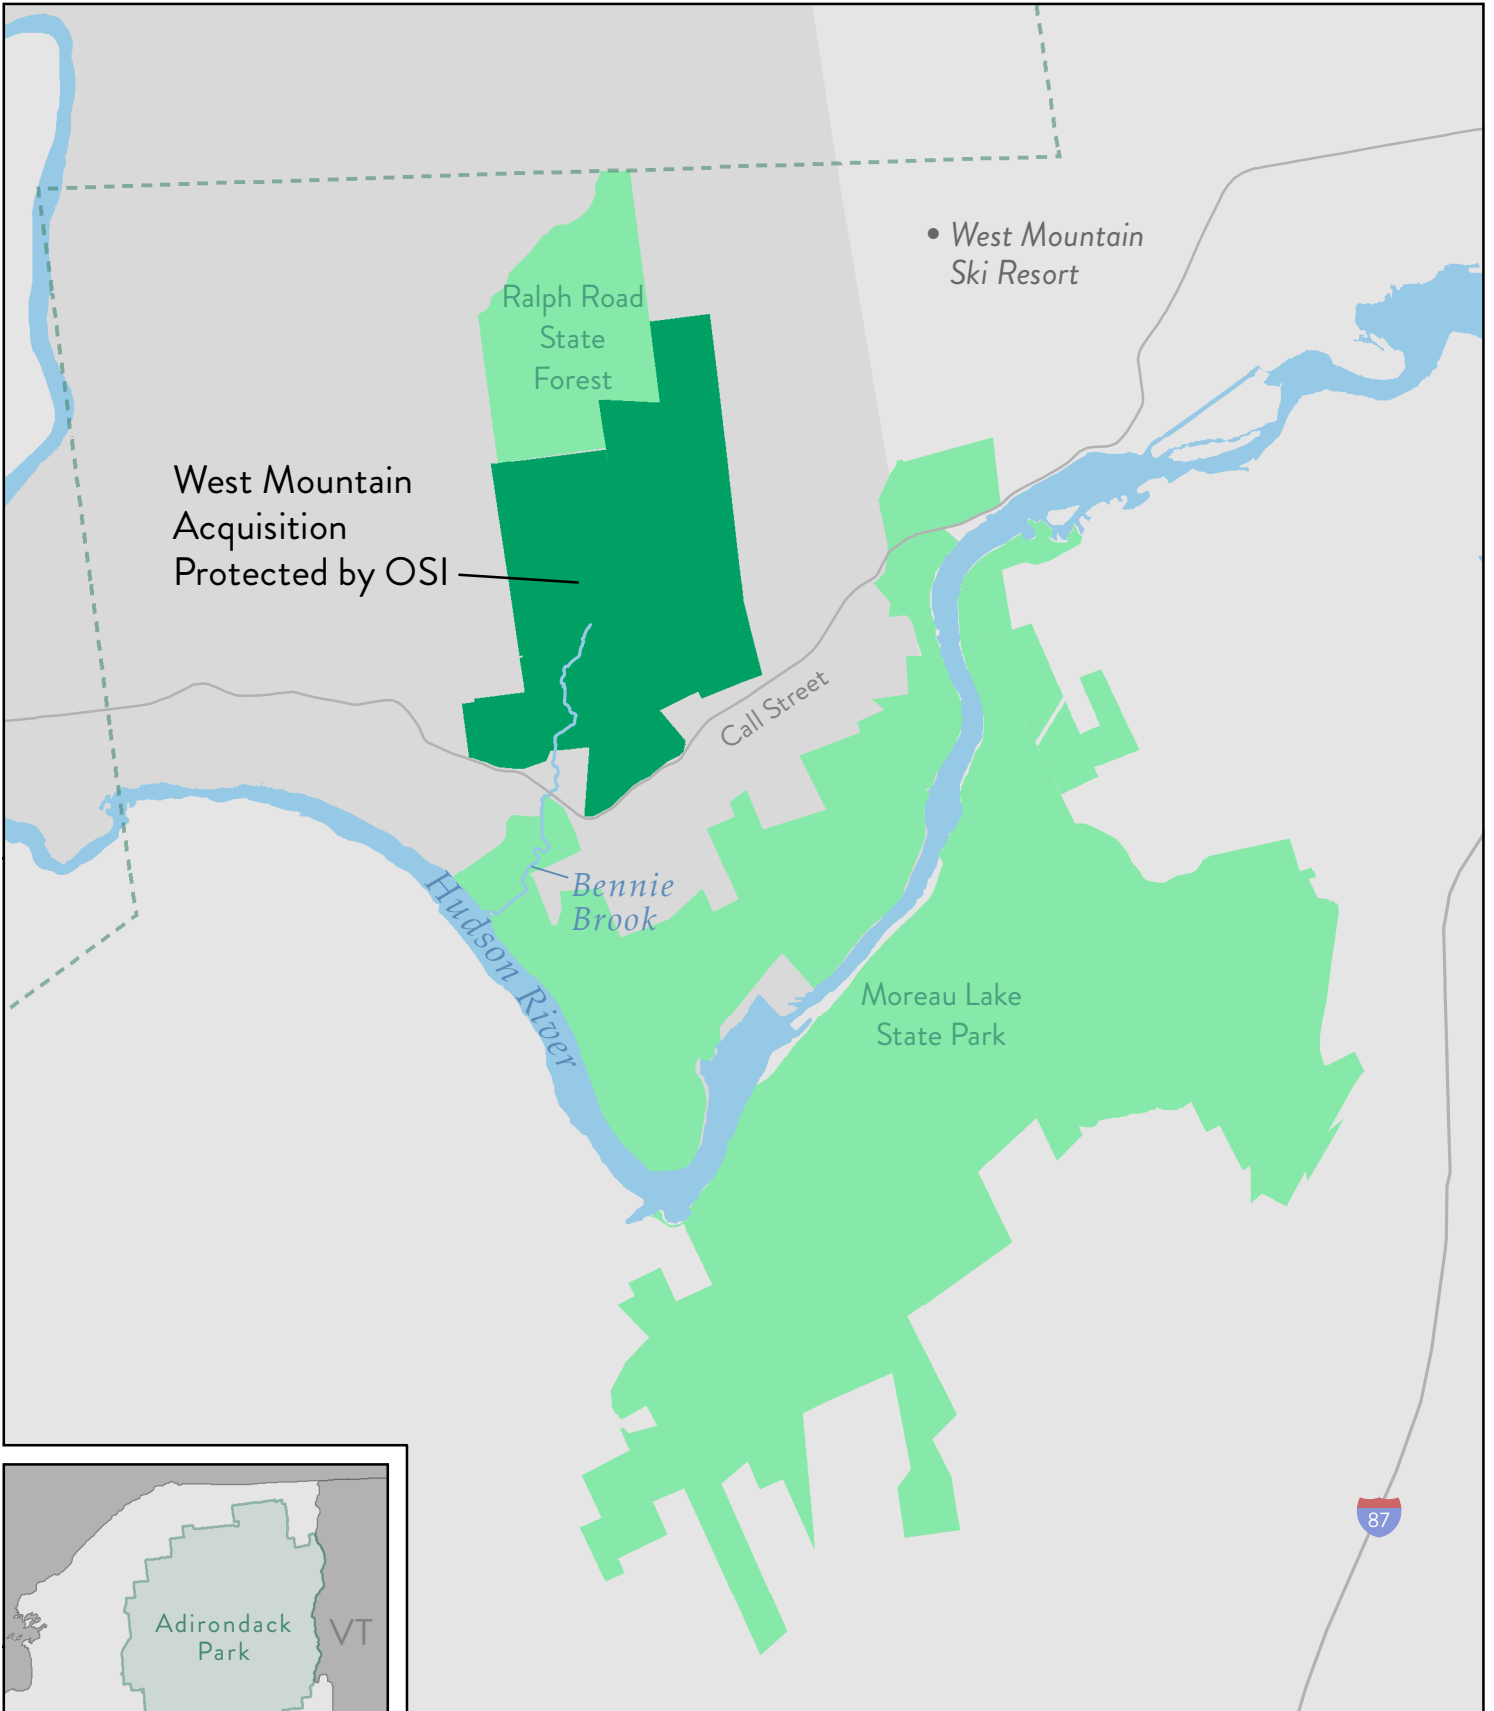 West Mountain
Ski Resort
Ralph Road
State
Forest
West Mountain
Acquisition
Protected by OSI
Call Street
Bennie
Brook
Hudson River
Moreau Lake
State Park
87
Adirondack
Park
VT